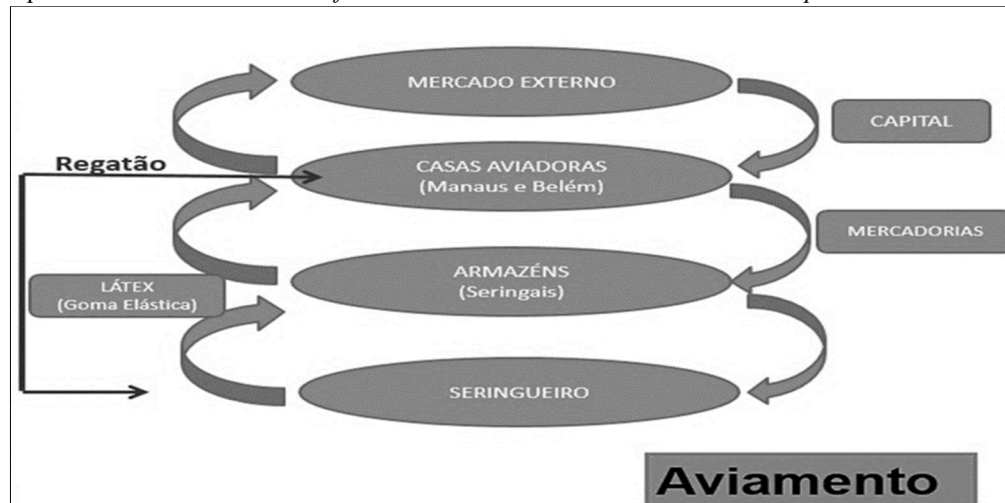 MERCADO EXTERNO
CAPITAL
Regatão
CASAS AVIADORAS
(Manaus e Belém)
MERCADORIAS
ARMAZÉNS
(Seringais)
LÁTEX
(Goma Elástica)
SERINGUEIRO
Aviamento